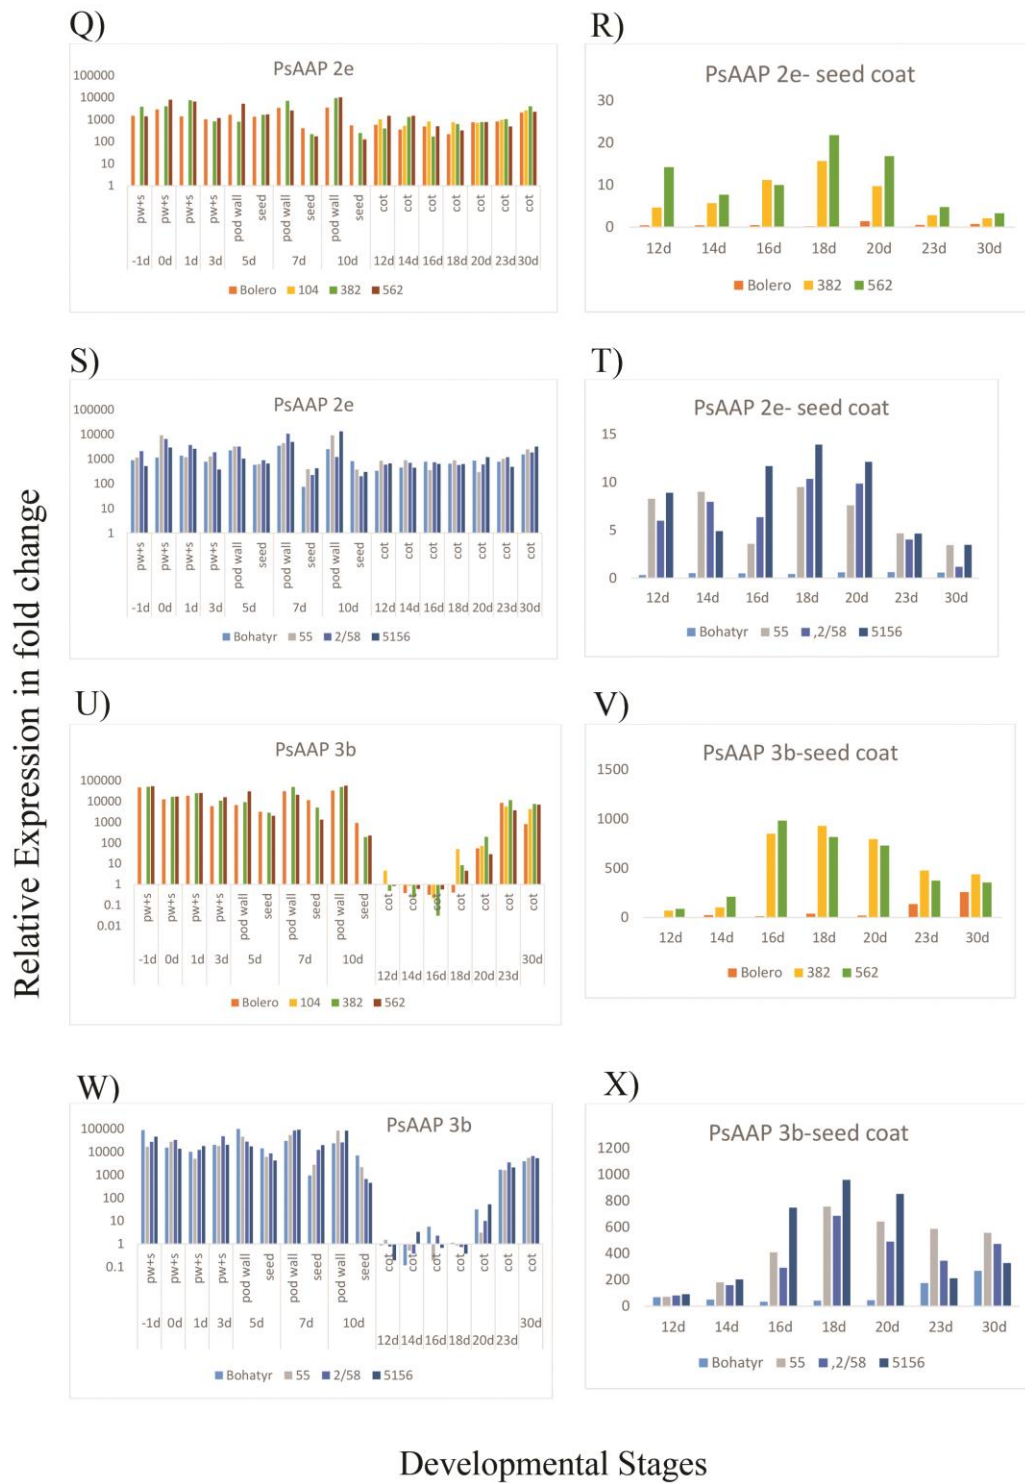 Q)
PsAAP 2e
100000
10000
1000
100
10
1
pw+s pw+s pw+s pw+s pod wall seed pod wall seed pod wall seed cot cot cot cot cot cot cot
-1d 0d 1d 3d 5d 7d 10d 12d 14d 16d 18d 20d 23d 30d
Bolero 104 382 562
R)
PsAAP 2e- seed coat
30
20
10
0
12d 14d 16d 18d 20d 23d 30d
Bolero 382 562
S)
PsAAP 2e
100000
10000
1000
100
10
1
pw+s pw+s pw+s pw+s pod wall seed pod wall seed pod wall seed cot cot cot cot cot cot cot
-1d 0d 1d 3d 5d 7d 10d 12d 14d 16d 18d 20d 23d 30d
Bohatyr 55 2/58 5156
T)
PsAAP 2e- seed coat
15
10
5
0
12d 14d 16d 18d 20d 23d 30d
Bohatyr 55 ,2/58 5156
Relative Expression in fold change
U)
PsAAP 3b
100000
10000
1000
100
10
1
0.1
0.01
pw+s pw+s pw+s pw+s pod wall seed pod wall seed pod wall seed cot cot cot cot cot cot cot
-1d 0d 1d 3d 5d 7d 10d 12d 14d 16d 18d 20d 23d 30d
Bolero 104 382 562
V)
PsAAP 3b-seed coat
1500
1000
500
0
12d 14d 16d 18d 20d 23d 30d
Bolero 382 562
W)
PsAAP 3b
100000
10000
1000
100
10
1
0.1
pw+s pw+s pw+s pw+s pod wall seed pod wall seed pod wall seed cot cot cot cot cot cot cot
-1d 0d 1d 3d 5d 7d 10d 12d 14d 16d 18d 20d 23d 30d
Bohatyr 55 2/58 5156
X)
PsAAP 3b-seed coat
1200
1000
800
600
400
200
0
12d 14d 16d 18d 20d 23d 30d
Bohatyr 55 ,2/58 5156
Developmental Stages